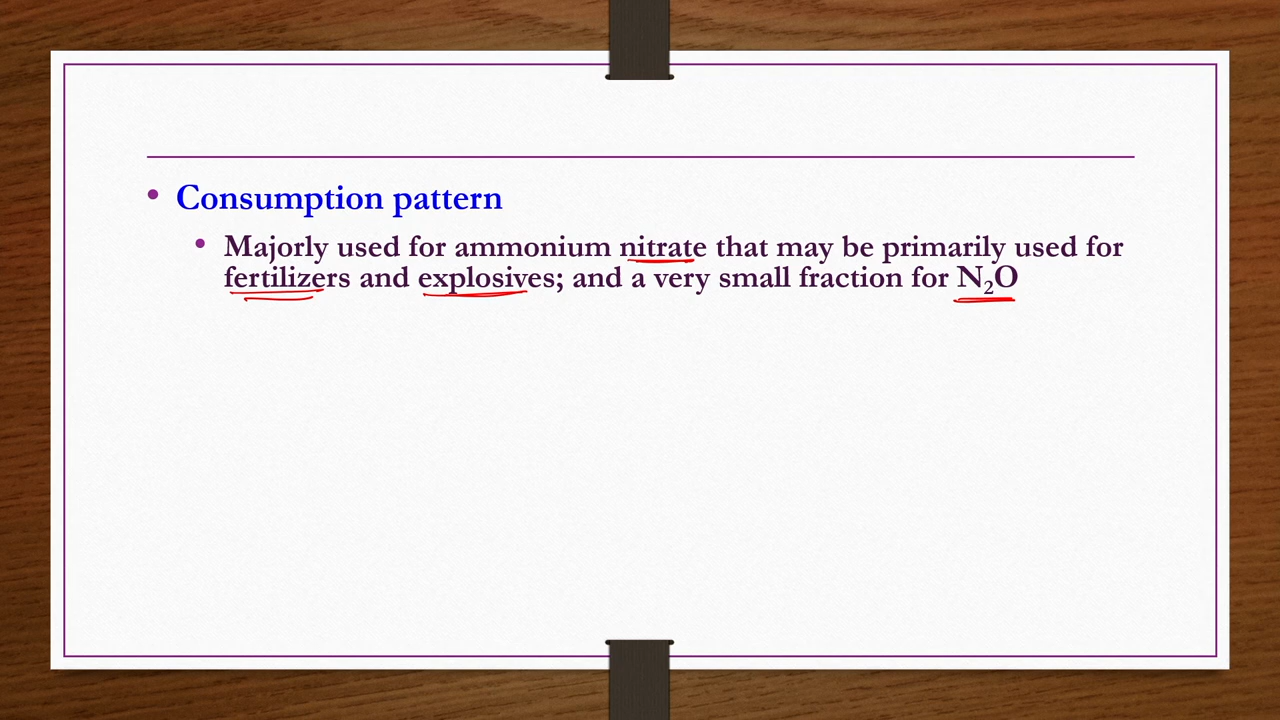 • Consumption pattern
• Majorly used for ammonium nitrate that may be primarily used for
fertilizers and explosives; and a very small fraction for N₂O